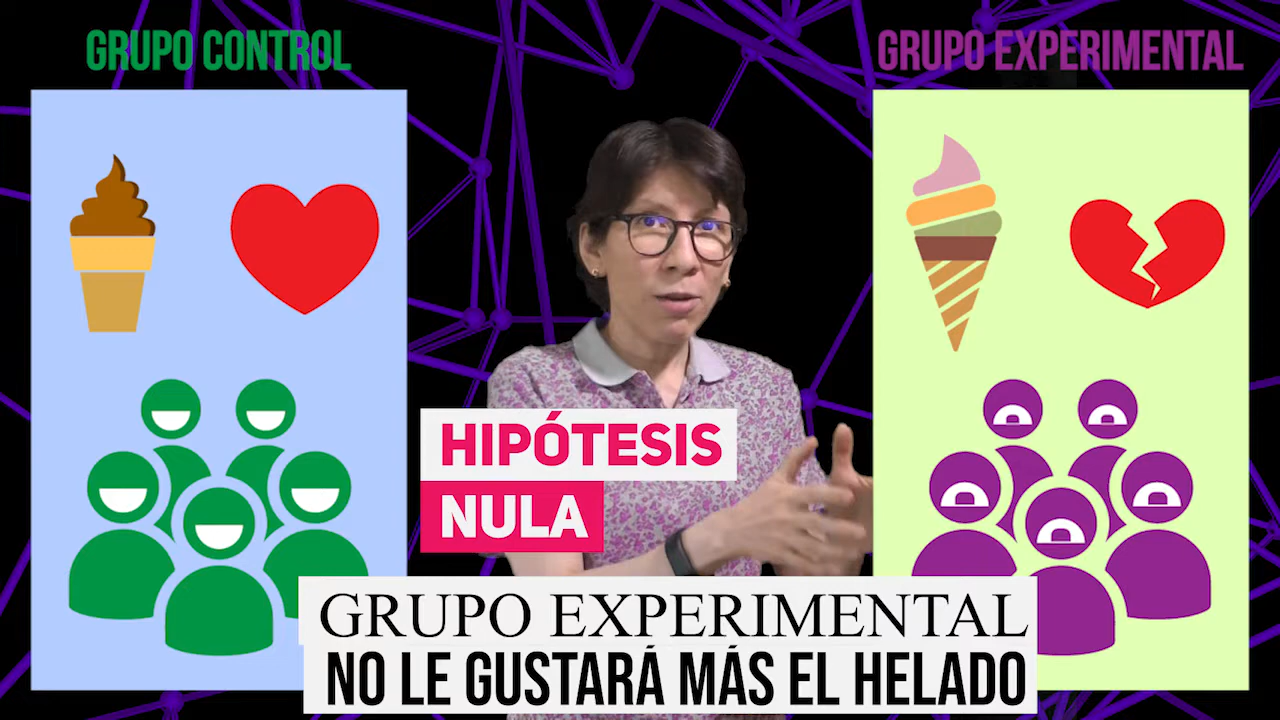 GRUPO CONTROL
GRUPO EXPERIMENTAL
HIPÓTESIS
NULA
GRUPO EXPERIMENTAL
NO LE GUSTARÁ MÁS EL HELADO